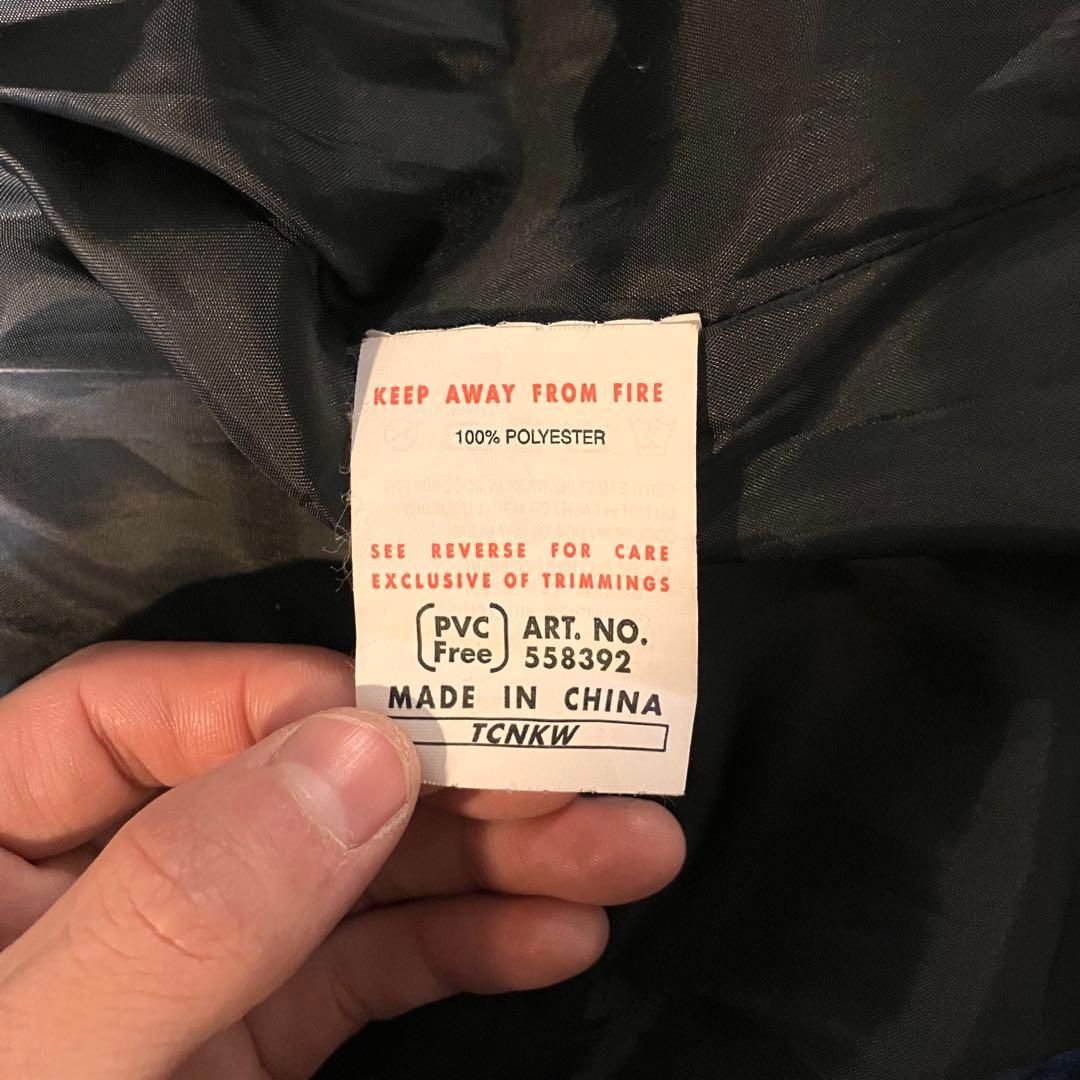 KEEP AWAY FROM FIRE
100% POLYESTER
SEE REVERSE FOR CARE
EXCLUSIVE OF TRIMMINGS
PVC Free ART. NO. 558392
MADE IN CHINA
TCNKW